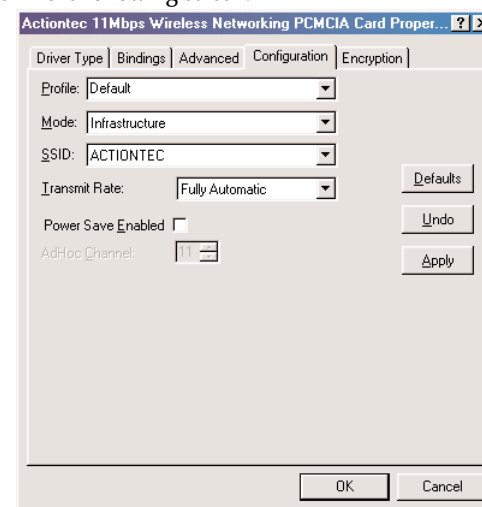 Actiontec 11Mbps Wireless Networking PCMCIA Card Proper... ? X
Driver Type Bindings Advanced Configuration Encryption
Profile: Default
Mode: Infrastructure
SSID: ACTIONTEC
Transmit Rate: Fully Automatic
Defaults
Power Save Enabled
Undo
AdHoc Channel: 11
Apply
OK Cancel